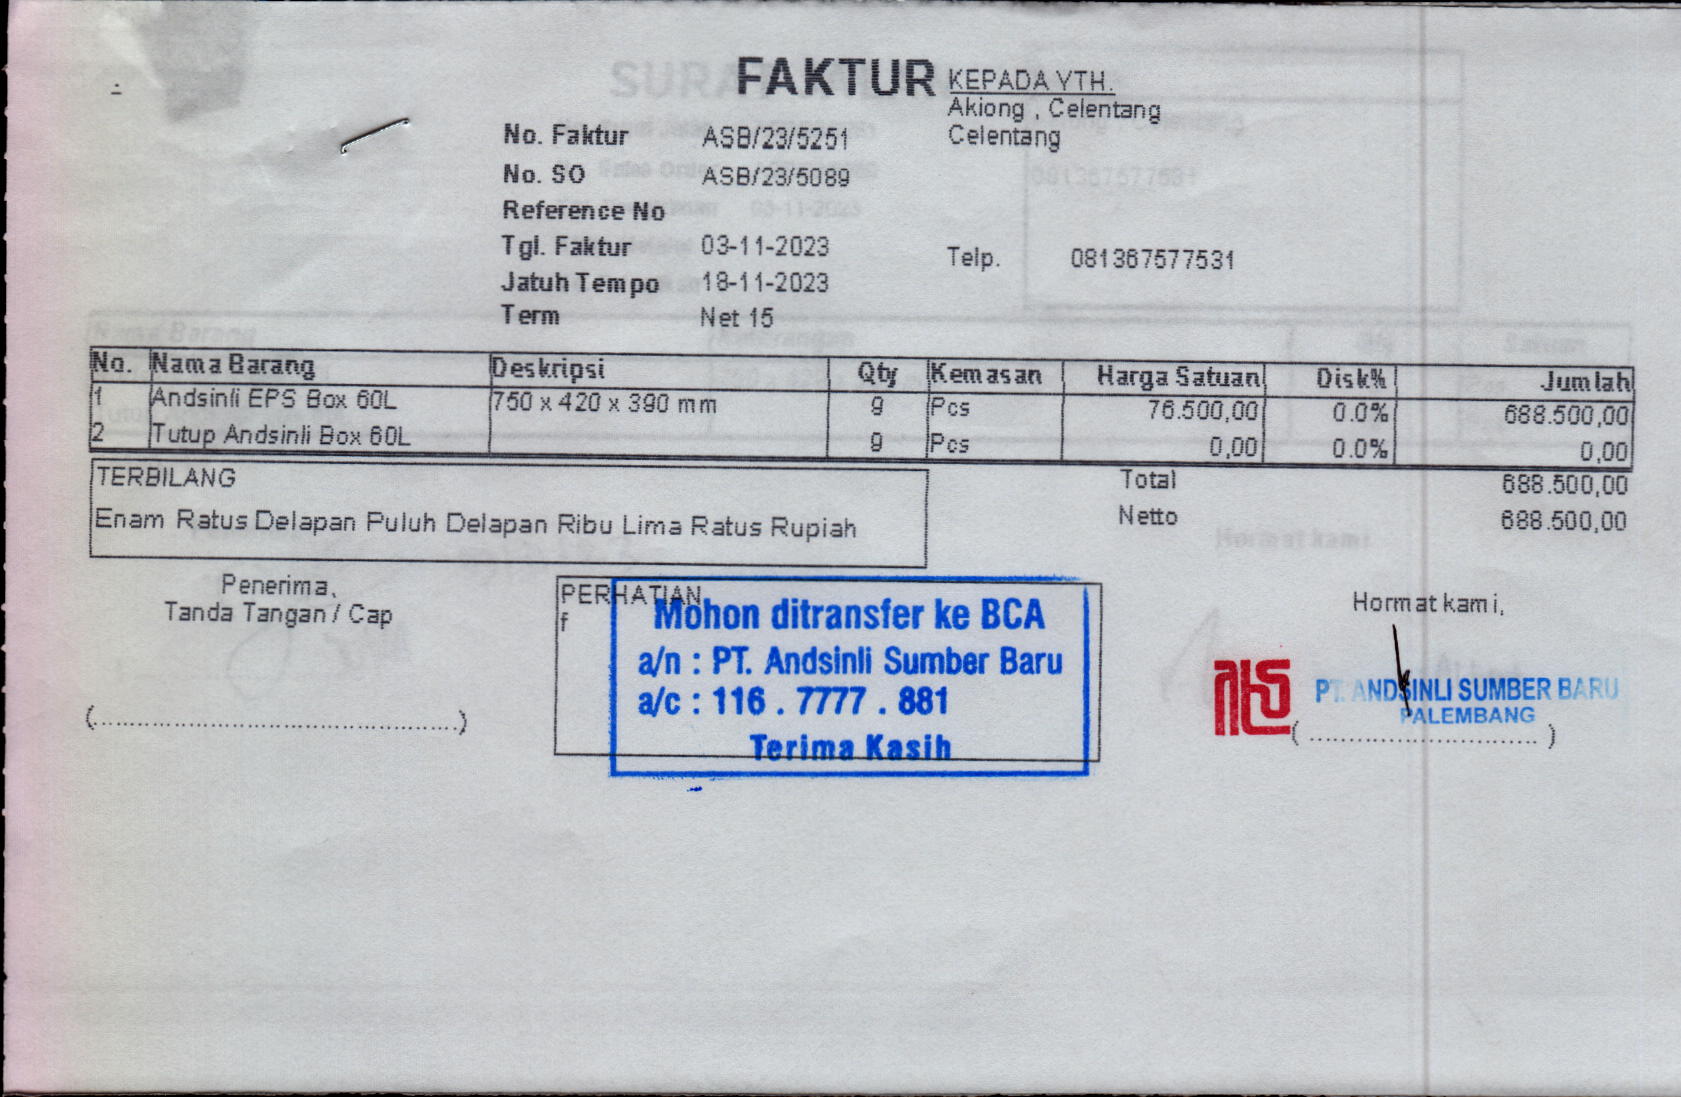 FAKTUR
KEPADA YTH.
Akiong , Celentang
Celentang
No. Faktur ASB/23/5251
No. SO ASB/23/5089
Reference No
Tgl. Faktur 03-11-2023
Telp. 081367577531
Jatuh Tempo 18-11-2023
Term Net 15
No. Nama Barang Deskripsi Qty Kemasan Harga Satuan Disk% Jumlah
1 Andsinli EPS Box 60L 750 x 420 x 390 mm 9 Pcs 76.500,00 0.0% 688.500,00
2 Tutup Andsinli Box 60L 9 Pcs 0,00 0.0% 0,00
TERBILANG
Enam Ratus Delapan Puluh Delapan Ribu Lima Ratus Rupiah
Total 688.500,00
Netto 688.500,00
Penerima,
Tanda Tangan / Cap
(........................................)
PERHATIAN
f
Mohon ditransfer ke BCA
a/n : PT. Andsinli Sumber Baru
a/c : 116 . 7777 . 881
Terima Kasih
Hormat kami,
PT. ANDSINLI SUMBER BARU
PALEMBANG
(............................)